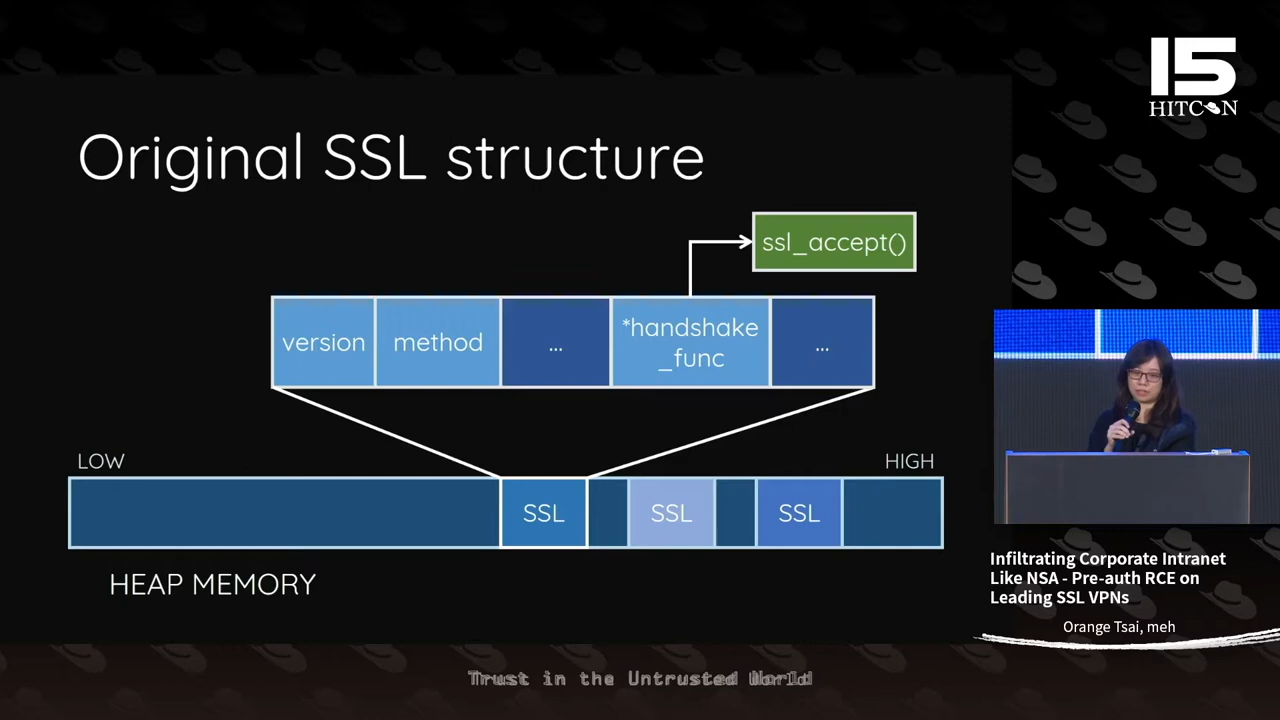 Original SSL structure
ssl_accept()
version
method
...
*handshake
_func
...
LOW
HIGH
SSL
SSL
SSL
HEAP MEMORY
15
HITCON
Infiltrating Corporate Intranet
Like NSA - Pre-auth RCE on
Leading SSL VPNs
Orange Tsai, meh
Trust in the Untrusted World